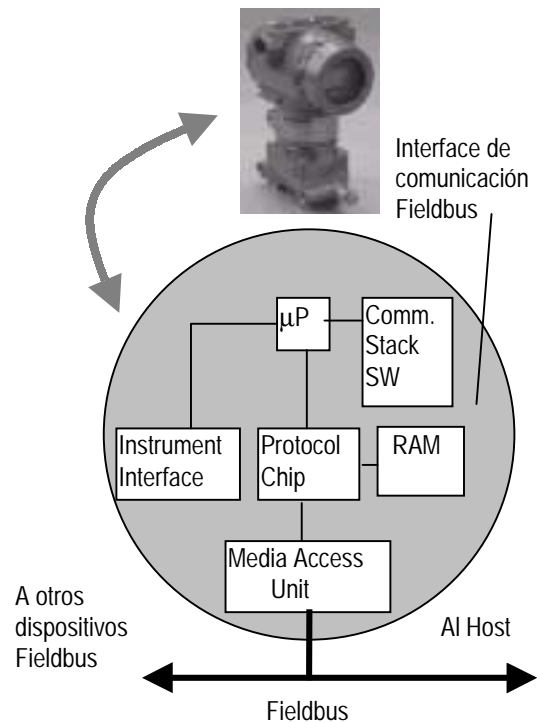 Interface de
comunicación
Fieldbus
μP
Comm.
Stack
SW
Instrument
Interface
Protocol
Chip
RAM
Media Access
Unit
A otros
dispositivos
Fieldbus
Al Host
Fieldbus